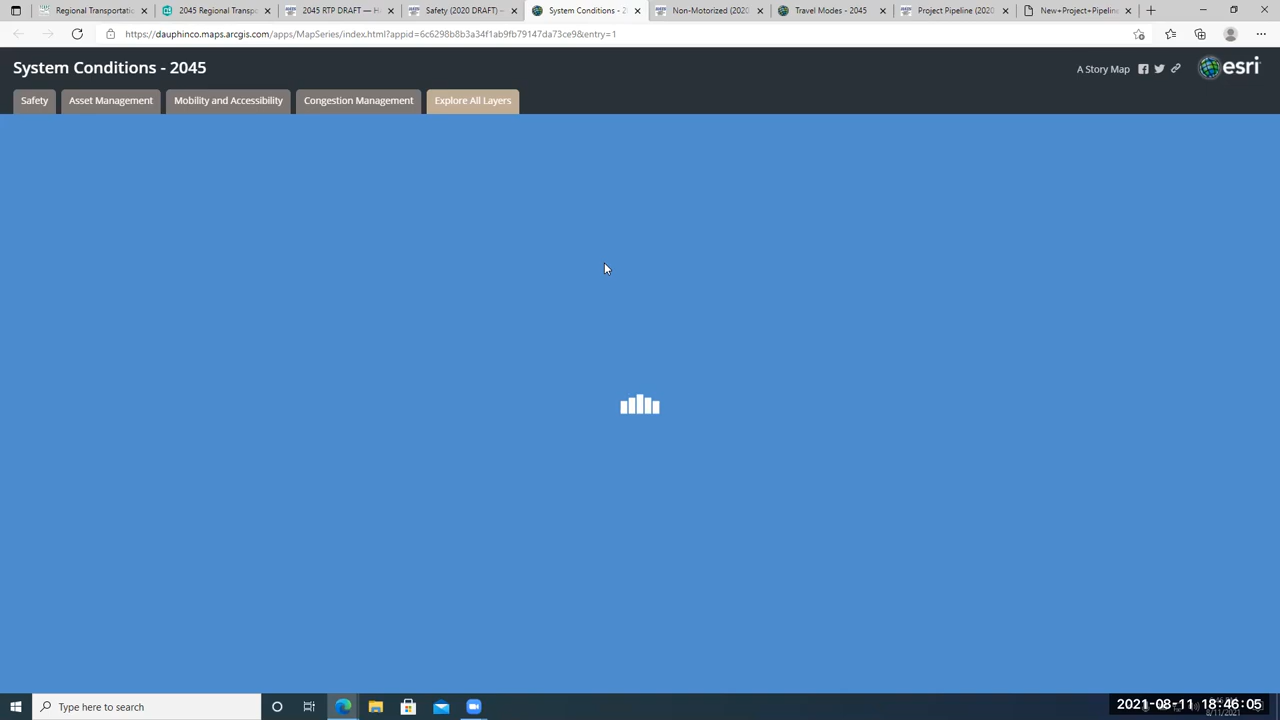 Regional Transportatio
2045 Regional Transpo
2045 RTP DRAFT — H
Safety (2020 DRAFT) –
System Conditions - 2
Non-Motorized (2020
Travel Modes - 2045
Project Pipeline (2020
New+Project+Pipelin
https://dauphinco.maps.arcgis.com/apps/MapSeries/index.html?appid=6c6298b8b3a34f1ab9fb79147da73ce9&entry=1
System Conditions - 2045
A Story Map
esri
Safety
Asset Management
Mobility and Accessibility
Congestion Management
Explore All Layers
Type here to search
2021-08-11 18:46:05